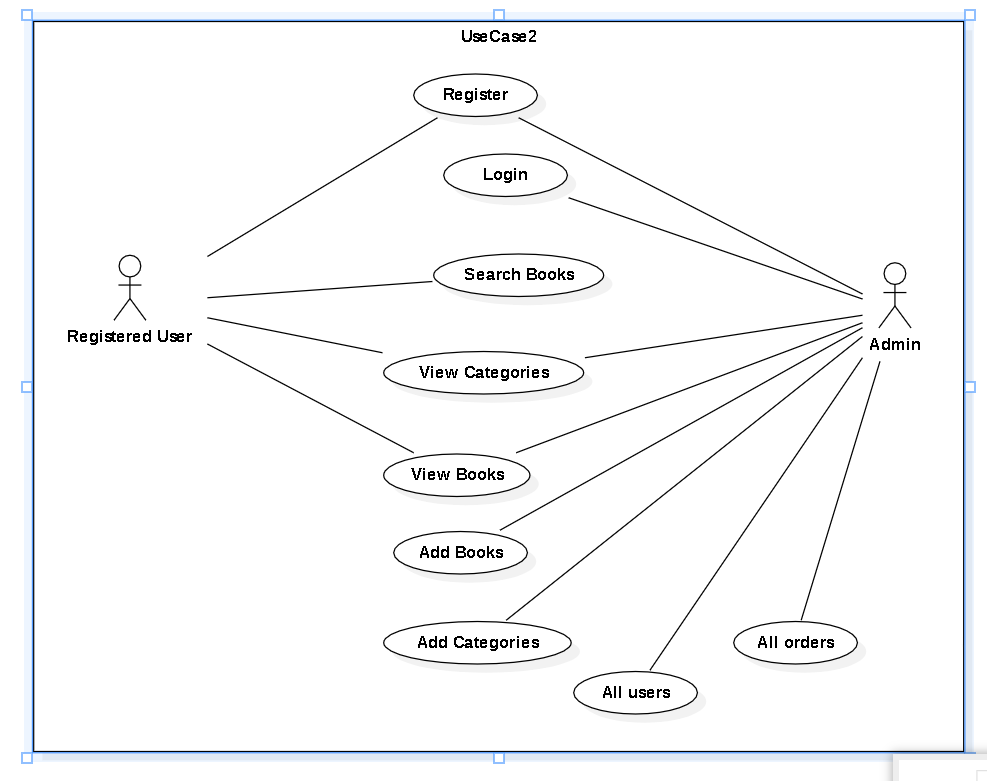 UseCase2
Register
Login
Search Books
Registered User
Admin
View Categories
View Books
Add Books
Add Categories
All orders
All users